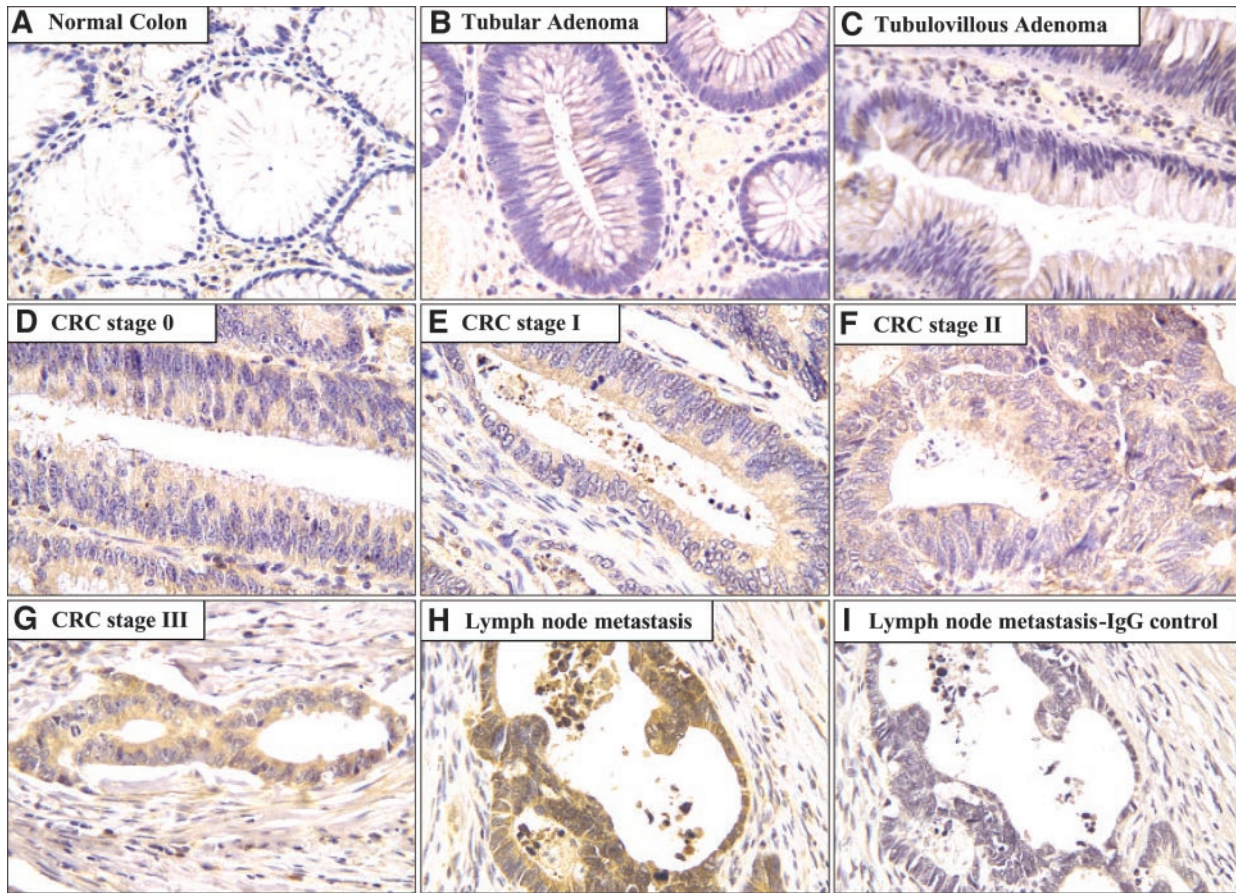 A Normal Colon
B Tubular Adenoma
C Tubulovillous Adenoma
D CRC stage 0
E CRC stage I
F CRC stage II
G CRC stage III
H Lymph node metastasis
I Lymph node metastasis-IgG control